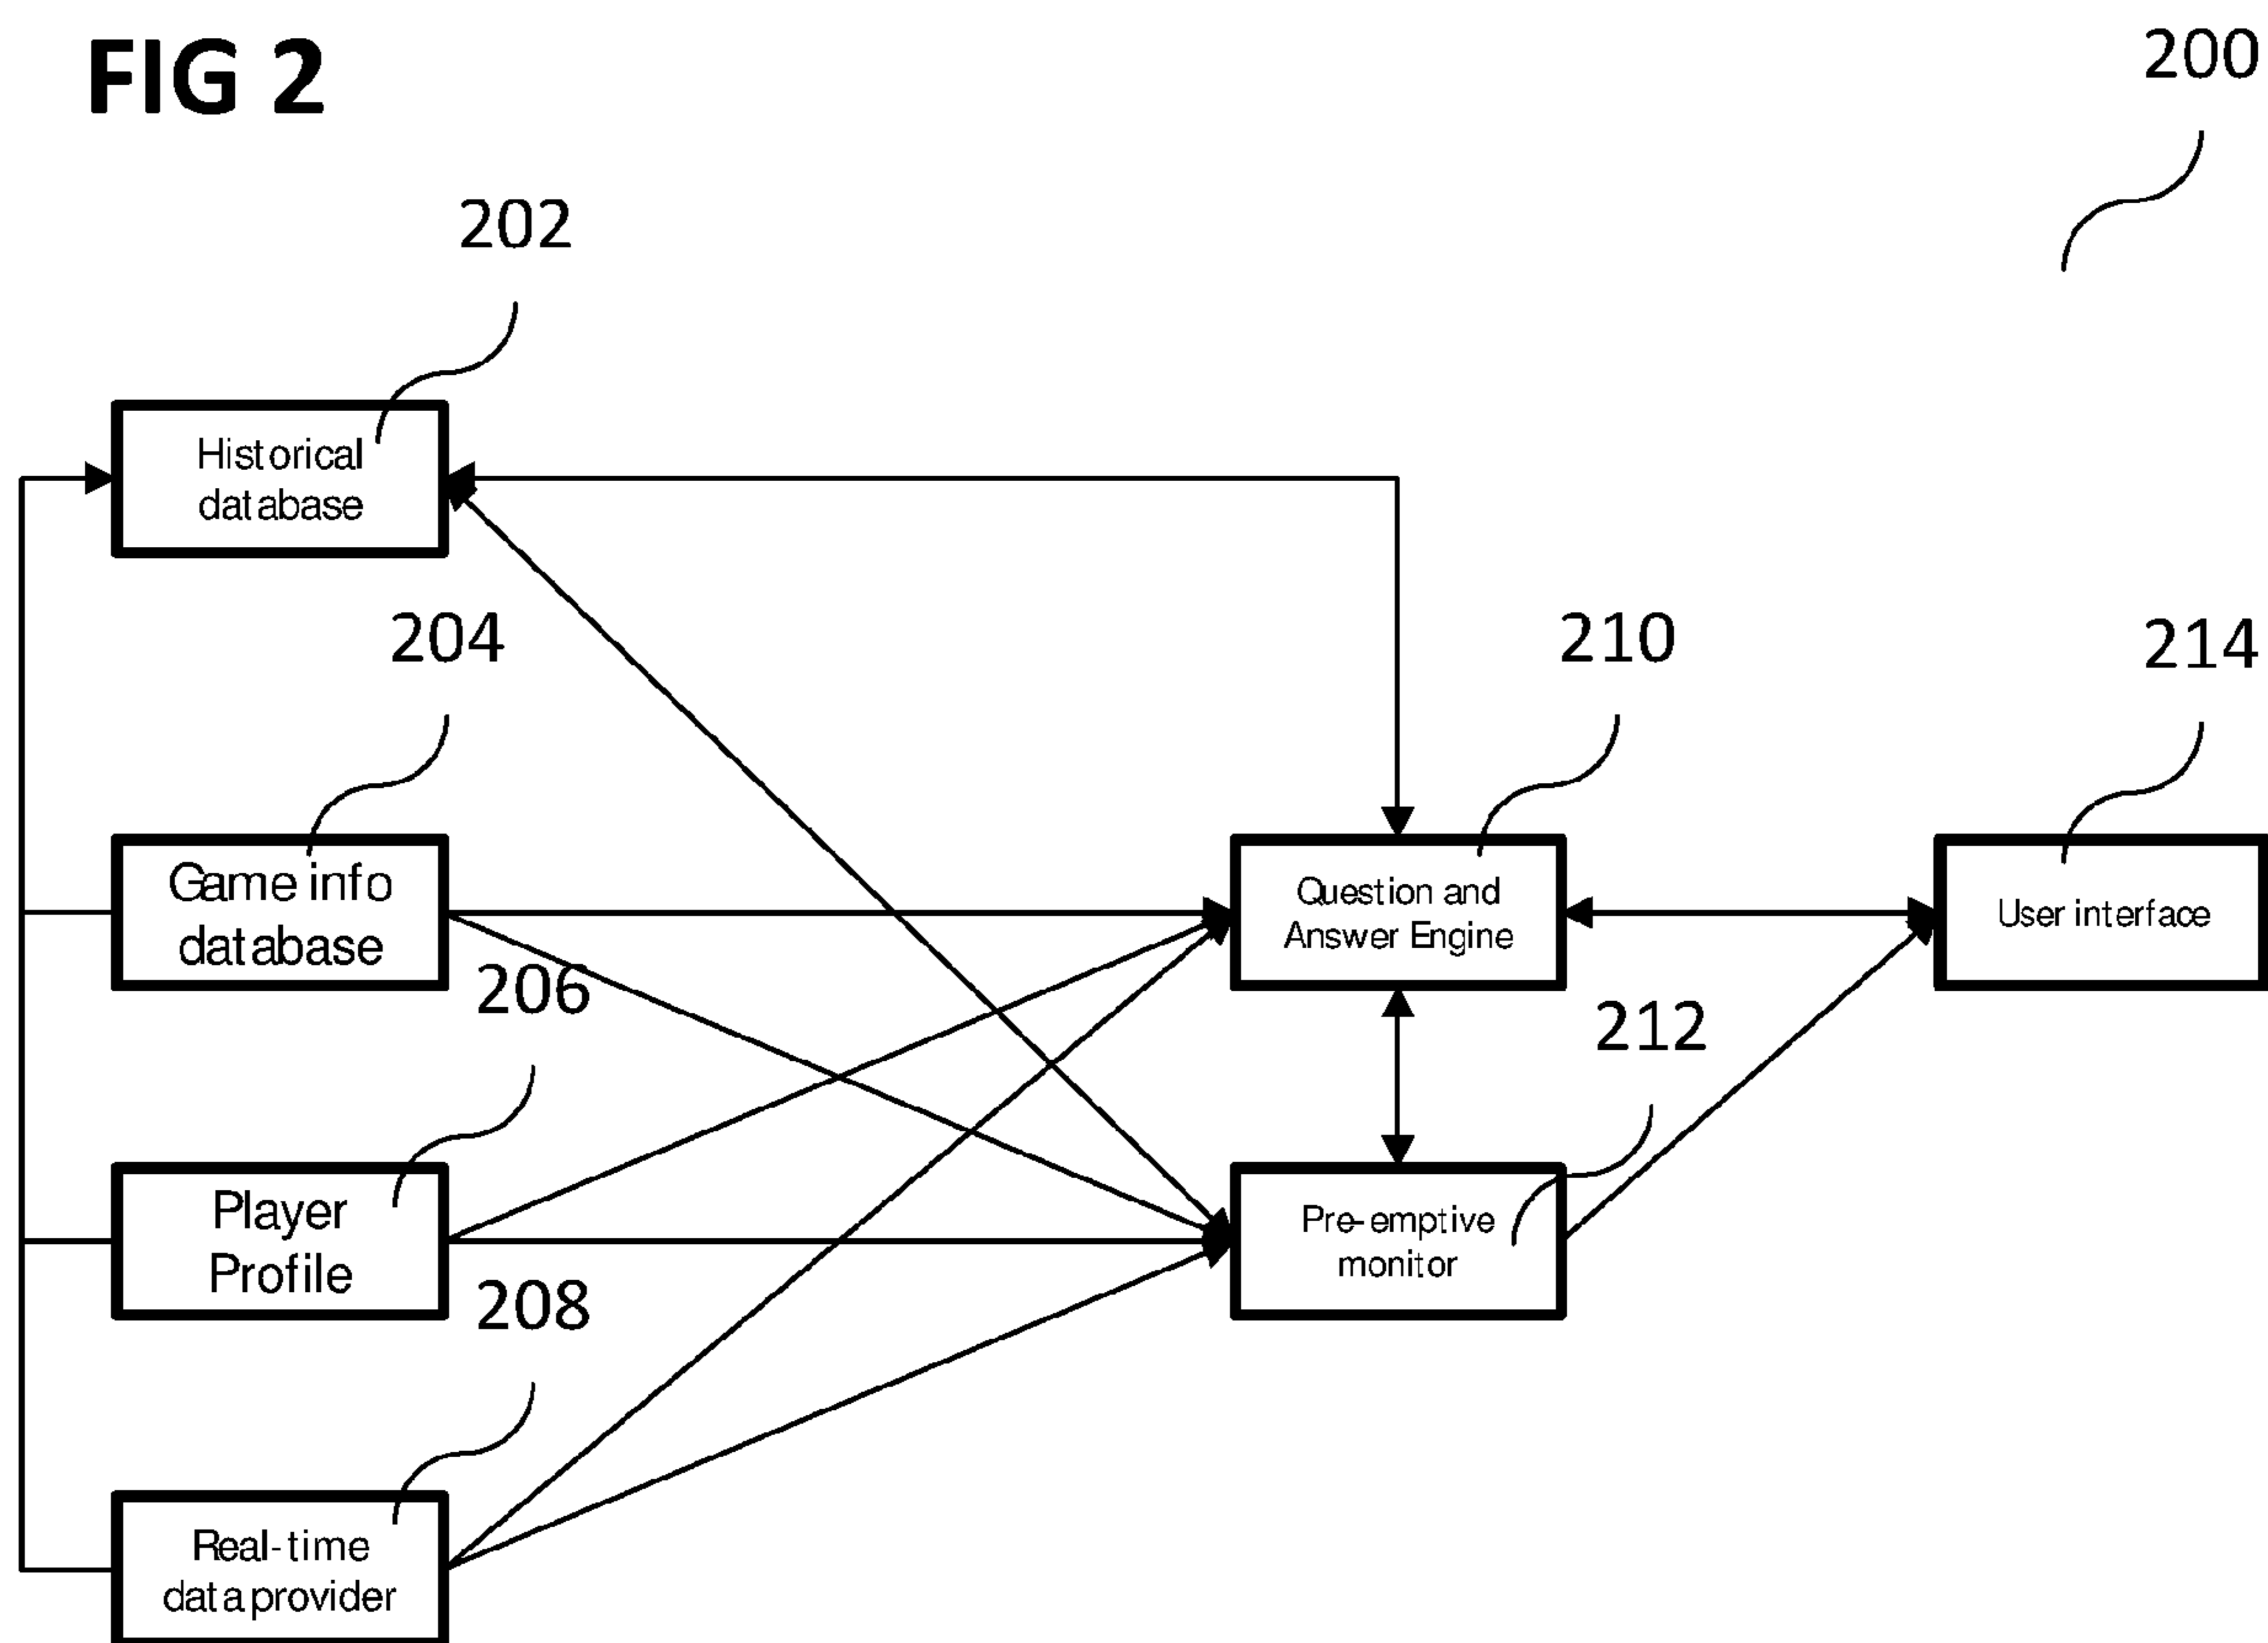 FIG 2
200
202
Historical
database
204
210
214
Game info
database
Question and
Answer Engine
User interface
206
212
Player
Profile
Pre-emptive
monitor
208
Real-time
data provider